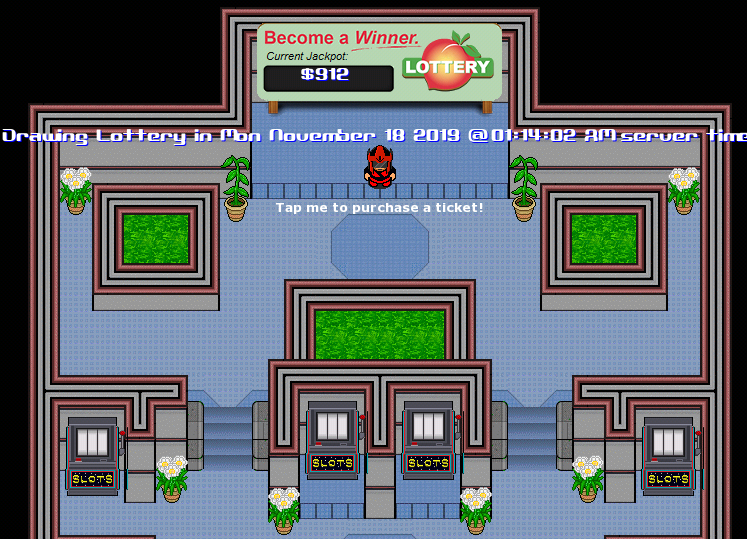 Become a Winner.
Current Jackpot:
$912
LOTTERY
Drawing Lottery in Mon November 18 2019 @ 01:14:02 AM server time
Tap me to purchase a ticket!
SLOTS
SLOTS
SLOTS
SLOTS